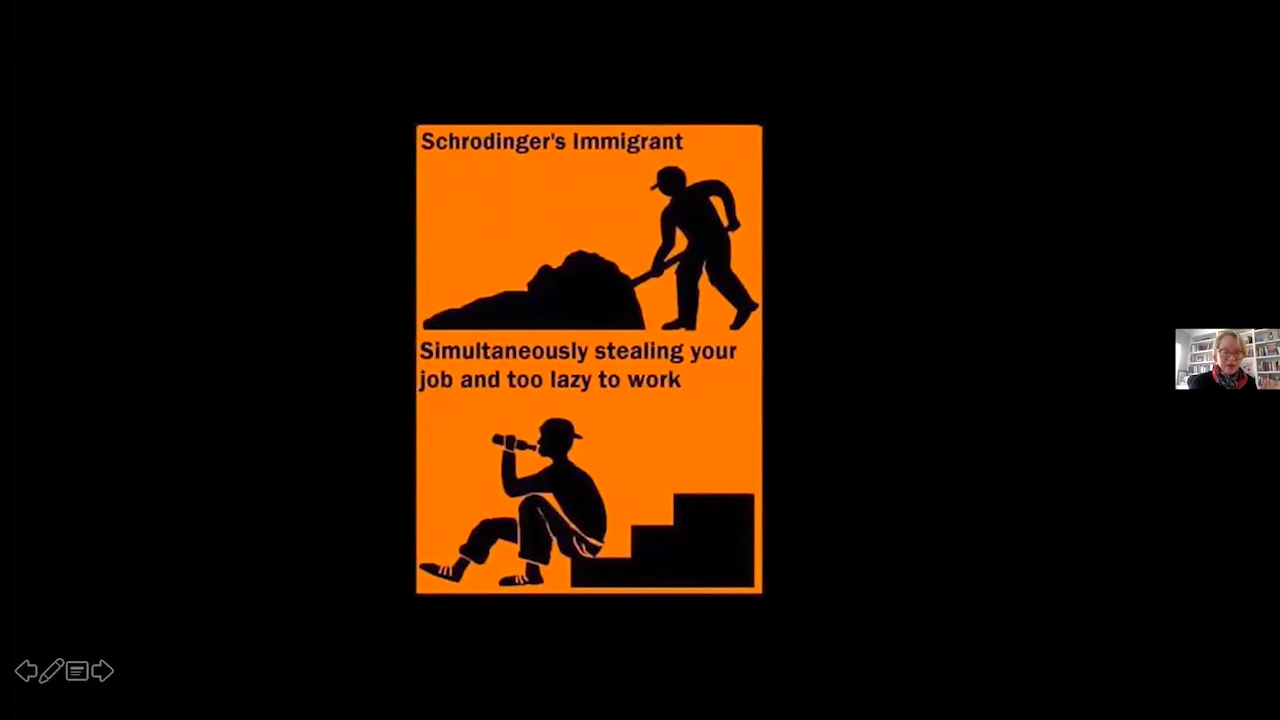 Schrodinger's Immigrant
Simultaneously stealing your
job and too lazy to work